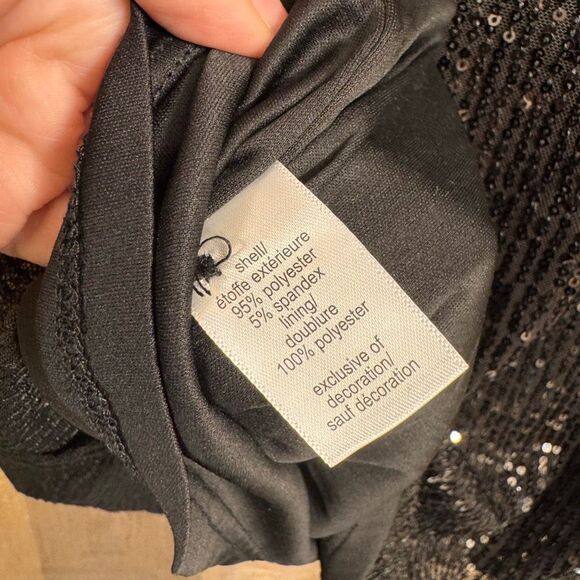 shell/
étoffe extérieure
95% polyester
5% spandex
lining/
doublure
100% polyester
exclusive of
decoration/
sauf décoration